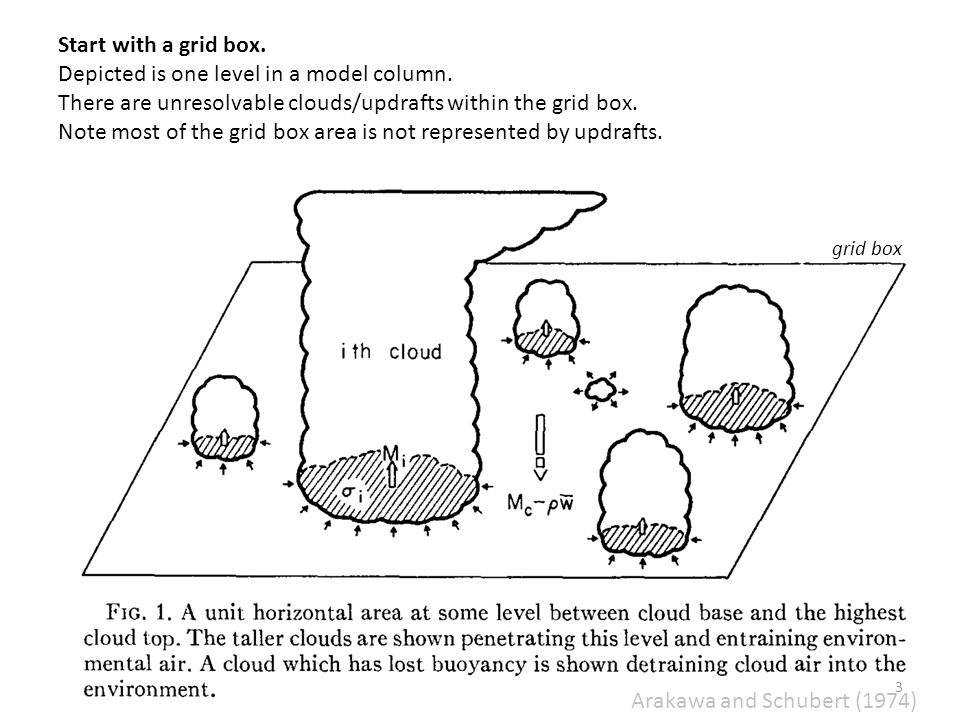 Start with a grid box.
Depicted is one level in a model column.
There are unresolvable clouds/updrafts within the grid box.
Note most of the grid box area is not represented by updrafts.
grid box
i th cloud
Mi
σi
Mc-ρw̅
FIG. 1. A unit horizontal area at some level between cloud base and the highest
cloud top. The taller clouds are shown penetrating this level and entraining environ-
mental air. A cloud which has lost buoyancy is shown detraining cloud air into the
environment.
3
Arakawa and Schubert (1974)